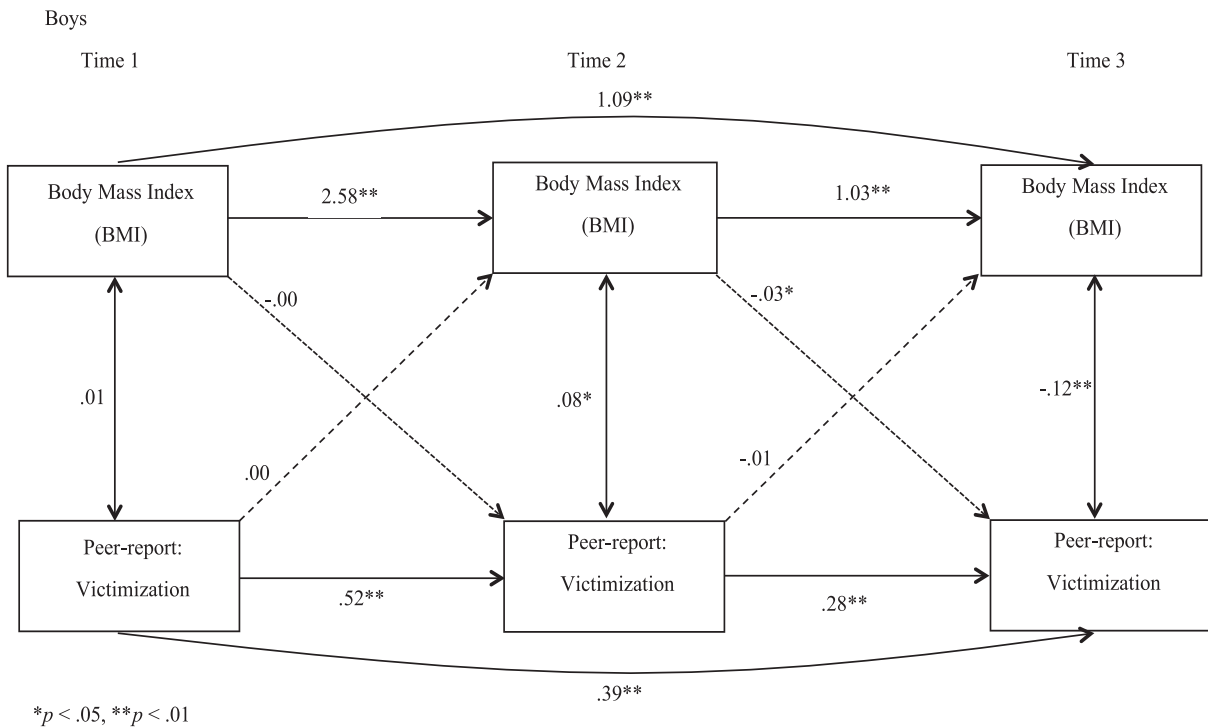 Boys
Time 1
Time 2
Time 3
1.09**
Body Mass Index
(BMI)
2.58**
Body Mass Index
(BMI)
1.03**
Body Mass Index
(BMI)
-.00
-.03*
.01
.08*
-.12**
.00
-.01
Peer-report:
Victimization
.52**
Peer-report:
Victimization
.28**
Peer-report:
Victimization
.39**
*p < .05, **p < .01